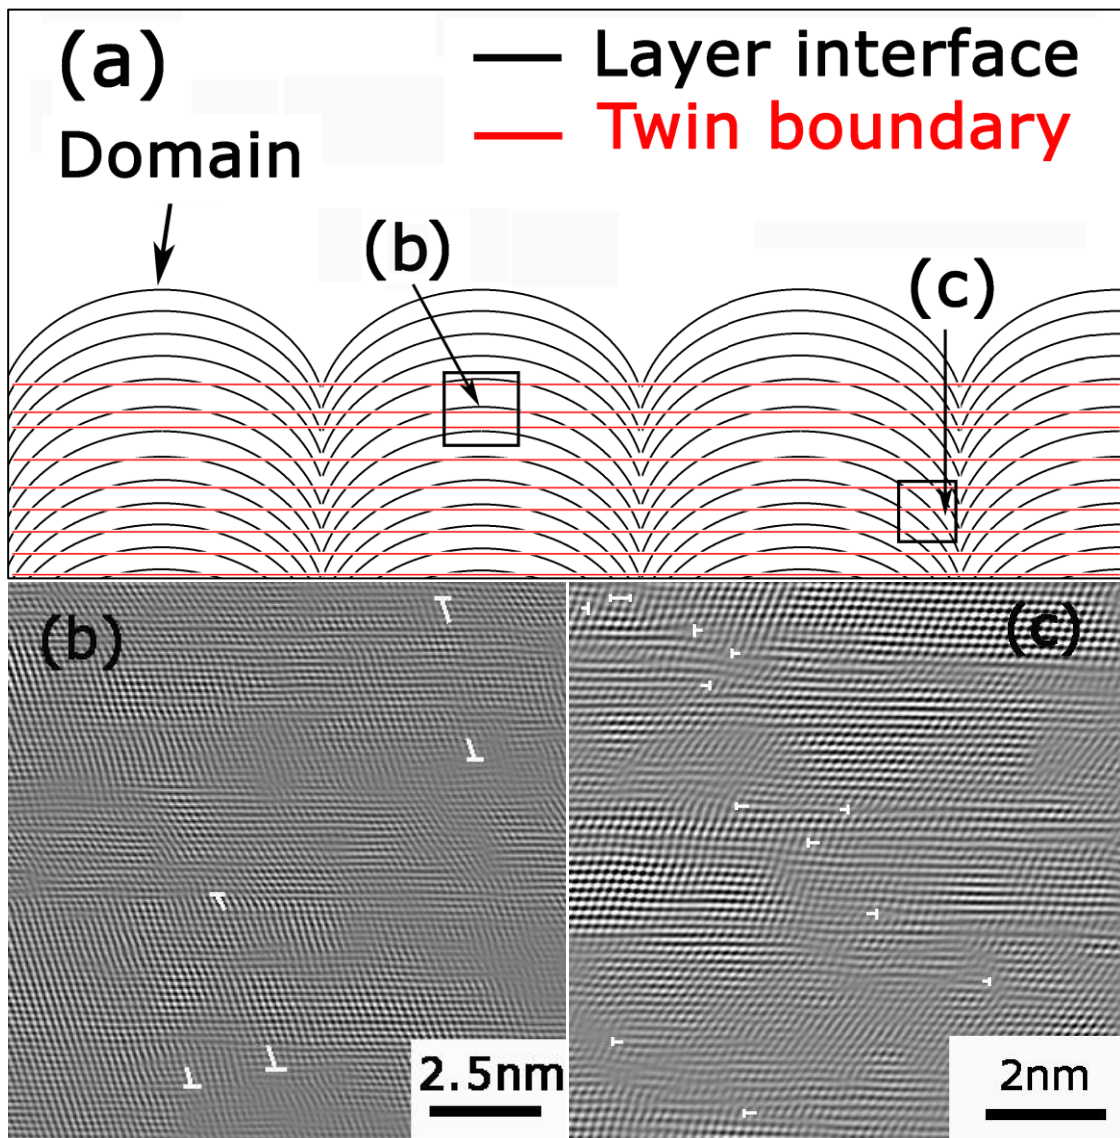 (a)
Layer interface
Twin boundary
Domain
(b)
(c)
(b)
(c)
2.5nm
2nm